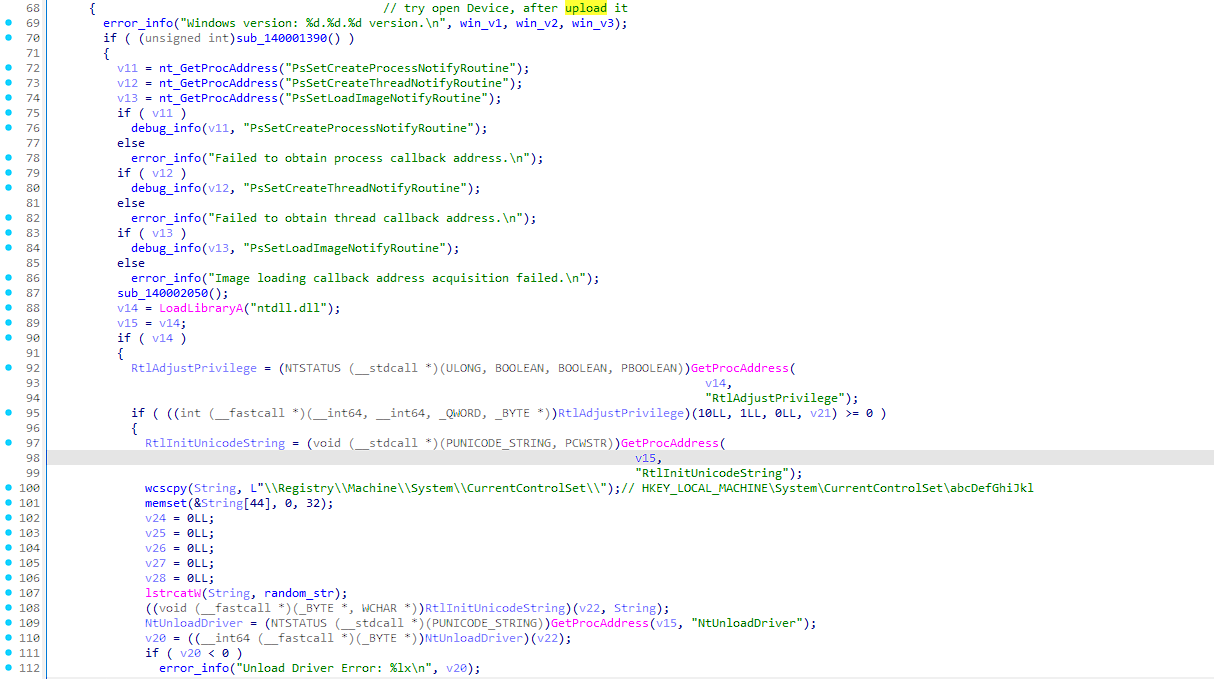 68 { // try open Device, after upload it
69 error_info("Windows version: %d.%d.%d version.\n", win_v1, win_v2, win_v3);
70 if ( (unsigned int)sub_140001390() )
71 {
72 v11 = nt_GetProcAddress("PsSetCreateProcessNotifyRoutine");
73 v12 = nt_GetProcAddress("PsSetCreateThreadNotifyRoutine");
74 v13 = nt_GetProcAddress("PsSetLoadImageNotifyRoutine");
75 if ( v11 )
76 debug_info(v11, "PsSetCreateProcessNotifyRoutine");
77 else
78 error_info("Failed to obtain process callback address.\n");
79 if ( v12 )
80 debug_info(v12, "PsSetCreateThreadNotifyRoutine");
81 else
82 error_info("Failed to obtain thread callback address.\n");
83 if ( v13 )
84 debug_info(v13, "PsSetLoadImageNotifyRoutine");
85 else
86 error_info("Image loading callback address acquisition failed.\n");
87 sub_140002050();
88 v14 = LoadLibraryA("ntdll.dll");
89 v15 = v14;
90 if ( v14 )
91 {
92 RtlAdjustPrivilege = (NTSTATUS (__stdcall *)(ULONG, BOOLEAN, BOOLEAN, PBOOLEAN))GetProcAddress(
93 v14,
94 "RtlAdjustPrivilege");
95 if ( ((int (__fastcall *)(__int64, __int64, _QWORD, _BYTE *))RtlAdjustPrivilege)(10LL, 1LL, 0LL, v21) >= 0 )
96 {
97 RtlInitUnicodeString = (void (__stdcall *)(PUNICODE_STRING, PCWSTR))GetProcAddress(
98 v15,
99 "RtlInitUnicodeString");
100 wcscpy(String, L"\\Registry\\Machine\\System\\CurrentControlSet\\");// HKEY_LOCAL_MACHINE\System\CurrentControlSet\abcDefGhiJkl
101 memset(&String[44], 0, 32);
102 v24 = 0LL;
103 v25 = 0LL;
104 v26 = 0LL;
105 v27 = 0LL;
106 v28 = 0LL;
107 lstrcatW(String, random_str);
108 ((void (__fastcall *)(_BYTE *, WCHAR *))RtlInitUnicodeString)(v22, String);
109 NtUnloadDriver = (NTSTATUS (__stdcall *)(PUNICODE_STRING))GetProcAddress(v15, "NtUnloadDriver");
110 v20 = ((__int64 (__fastcall *)(_BYTE *))NtUnloadDriver)(v22);
111 if ( v20 < 0 )
112 error_info("Unload Driver Error: %lx\n", v20);